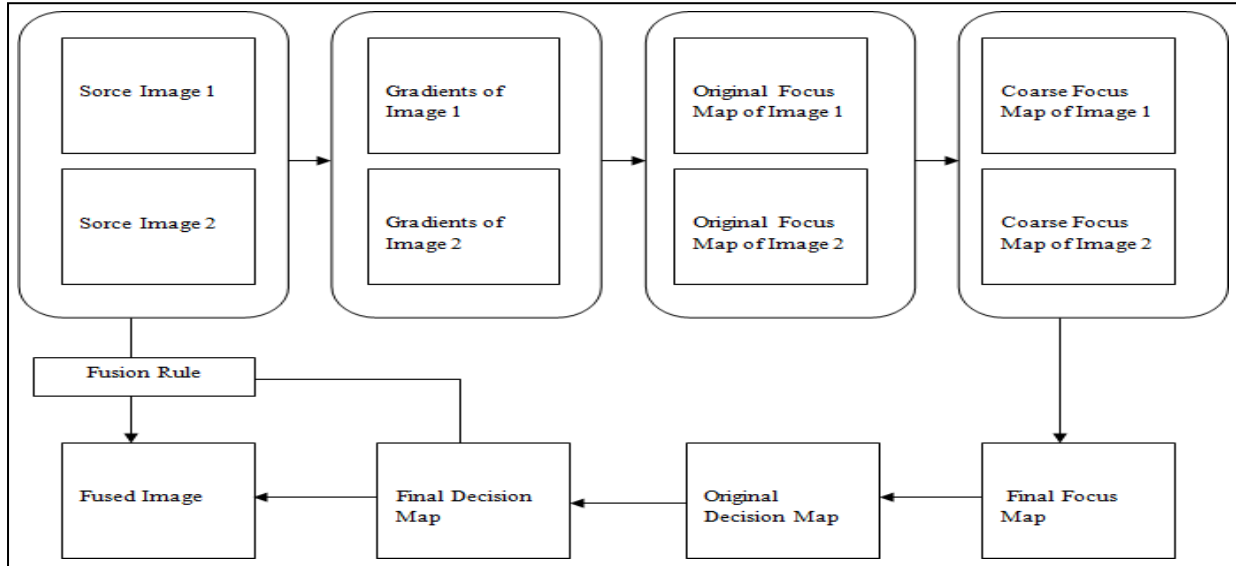 Sorce Image 1
Gradients of
Image 1
Original Focus
Map of Image 1
Coarse Focus
Map of Image 1
Sorce Image 2
Gradients of
Image 2
Original Focus
Map of Image 2
Coarse Focus
Map of Image 2
Fusion Rule
Fused Image
Final Decision
Map
Original
Decision Map
Final Focus
Map